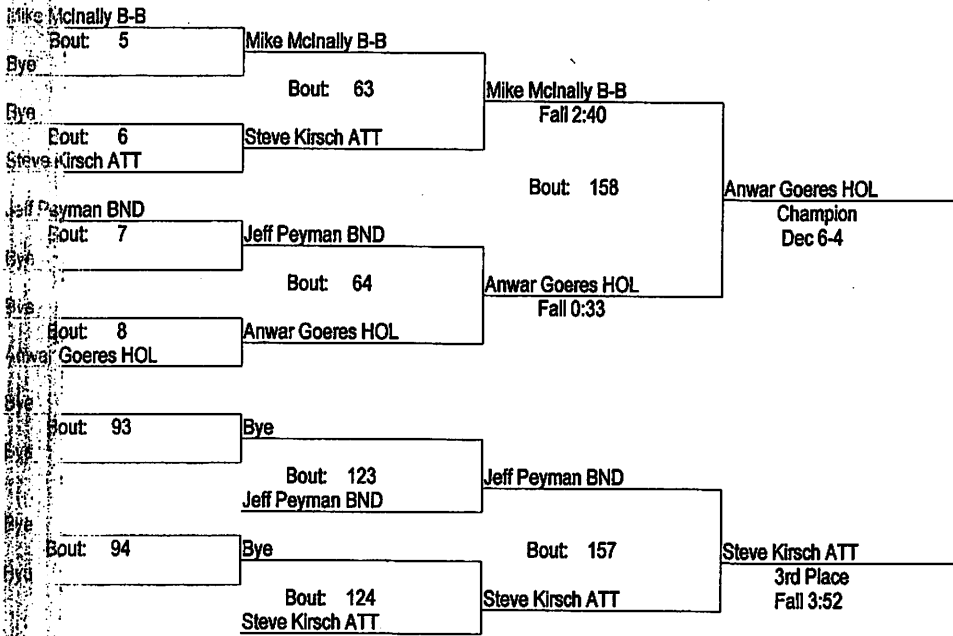 Mike McInally B-B
Bout: 5
Mike McInally B-B
Bye
Bout: 63
Mike McInally B-B
Fall 2:40
Bye
Bout: 6
Steve Kirsch ATT
Steve Kirsch ATT
Bout: 158
Anwar Goeres HOL
Champion
Dec 6-4
Jeff Peyman BND
Bout: 7
Jeff Peyman BND
Bye
Bout: 64
Anwar Goeres HOL
Fall 0:33
Bye
Bout: 8
Anwar Goeres HOL
Anwar Goeres HOL
Bye
Bout: 93
Bye
Bye
Bout: 123
Jeff Peyman BND
Jeff Peyman BND
Bye
Bout: 94
Bye
Bout: 157
Steve Kirsch ATT
3rd Place
Fall 3:52
Bye
Bout: 124
Steve Kirsch ATT
Steve Kirsch ATT